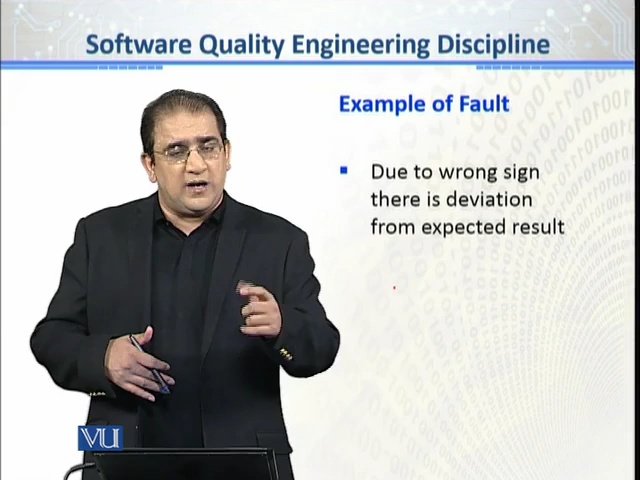 Software Quality Engineering Discipline
Example of Fault
Due to wrong sign
there is deviation
from expected result
VU